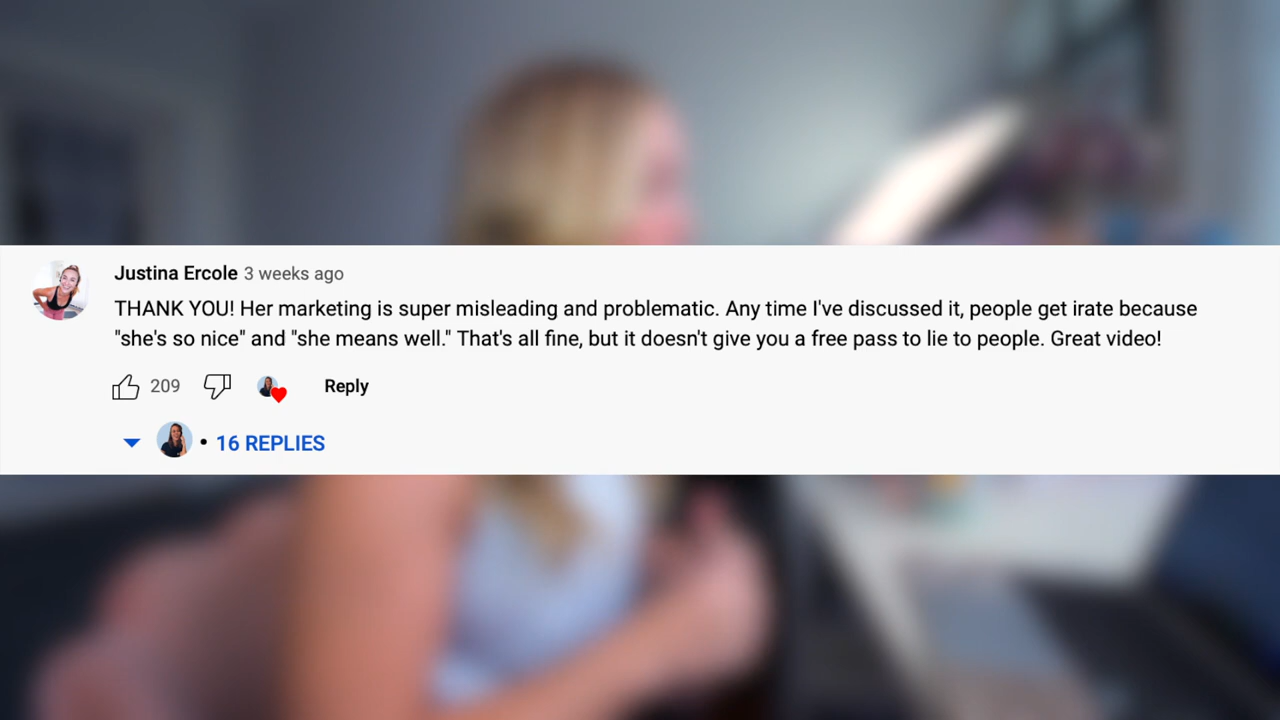 Justina Ercole 3 weeks ago
THANK YOU! Her marketing is super misleading and problematic. Any time I've discussed it, people get irate because
"she's so nice" and "she means well." That's all fine, but it doesn't give you a free pass to lie to people. Great video!
209 Reply
• 16 REPLIES